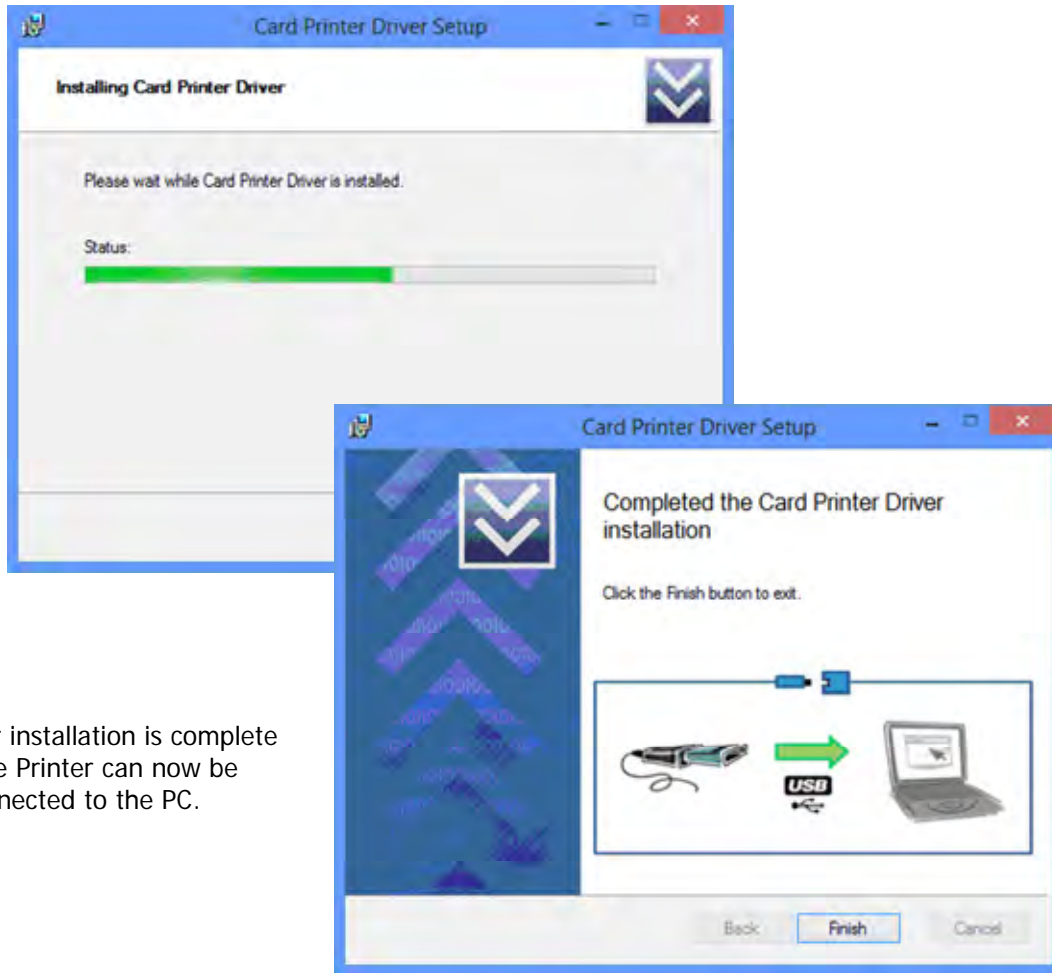 Card Printer Driver Setup
Installing Card Printer Driver
Please wait while Card Printer Driver is installed.
Status:
Card Printer Driver Setup
Completed the Card Printer Driver
installation
Click the Finish button to exit.
USB
Back Finish Cancel
r installation is complete
e Printer can now be
nnected to the PC.